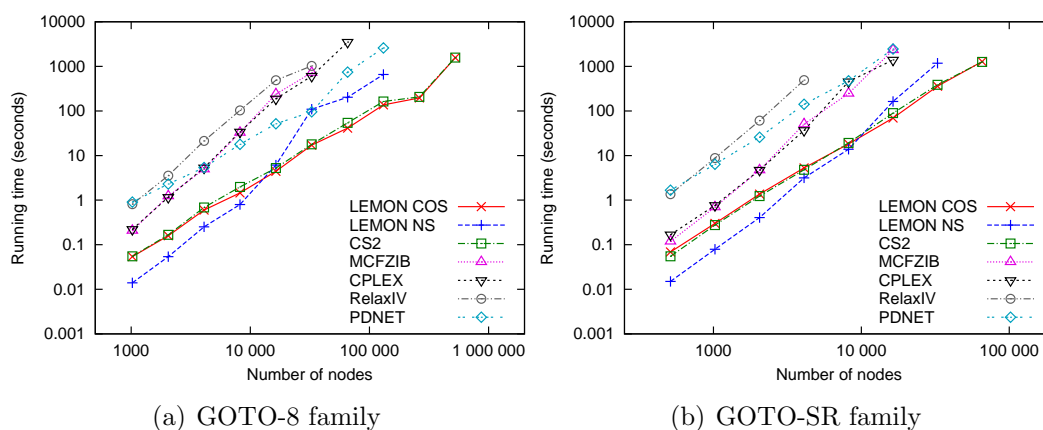 10000
1000
100
10
1
0.1
0.01
0.001
Running time (seconds)
1000
10 000
100 000
1 000 000
Number of nodes
LEMON COS
LEMON NS
CS2
MCFZIB
CPLEX
RelaxIV
PDNET
(a) GOTO-8 family
10000
1000
100
10
1
0.1
0.01
0.001
Running time (seconds)
1000
10 000
100 000
Number of nodes
LEMON COS
LEMON NS
CS2
MCFZIB
CPLEX
RelaxIV
PDNET
(b) GOTO-SR family